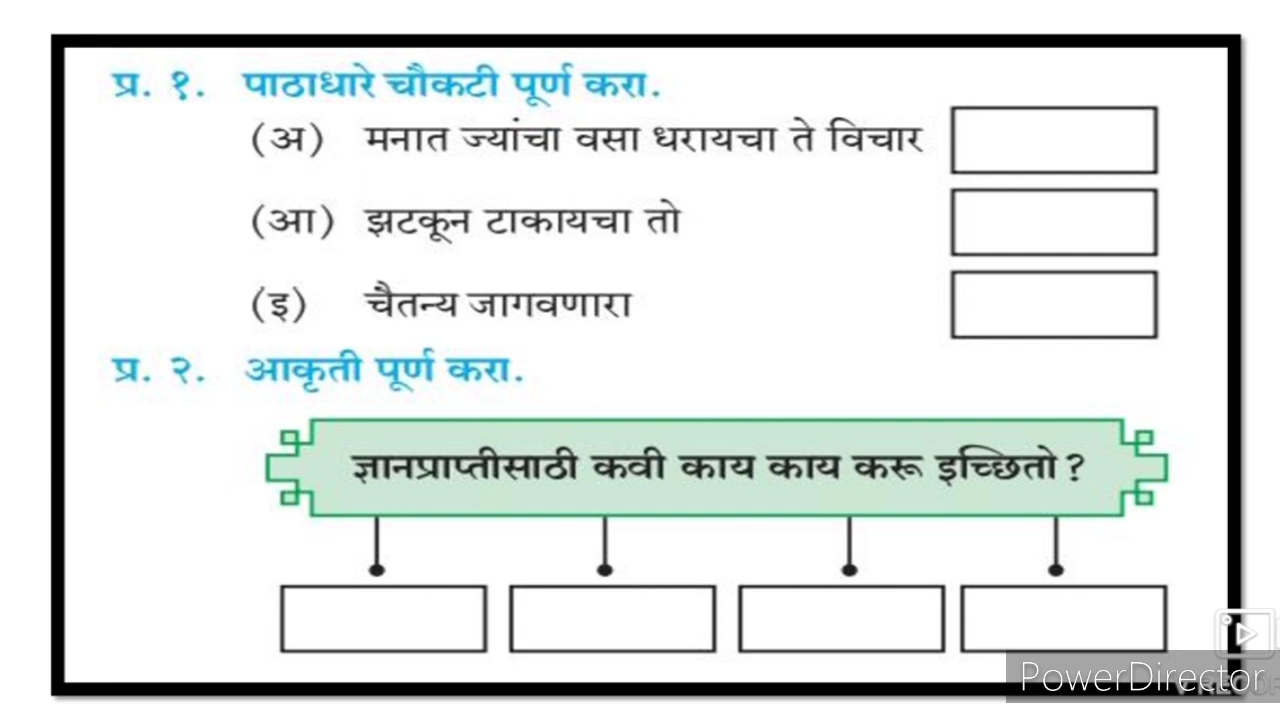 प्र. १. पाठाधारे चौकटी पूर्ण करा.
(अ) मनात ज्यांचा वसा धरायचा ते विचार
(आ) झटकून टाकायचा तो
(इ) चैतन्य जागवणारा
प्र. २. आकृती पूर्ण करा.
ज्ञानप्राप्तीसाठी कवी काय काय करू इच्छितो?
PowerDirector